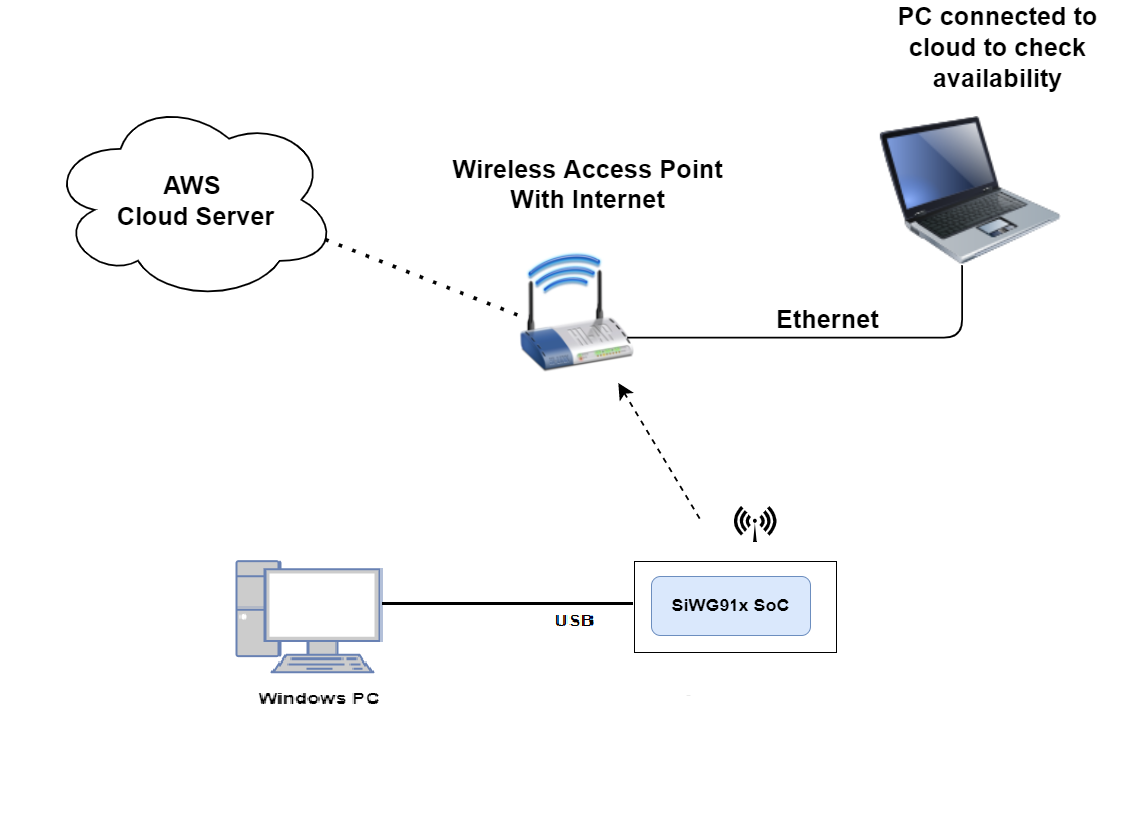 PC connected to
cloud to check
availability
AWS
Cloud Server
Wireless Access Point
With Internet
Ethernet
SiWG91x SoC
USB
Windows PC